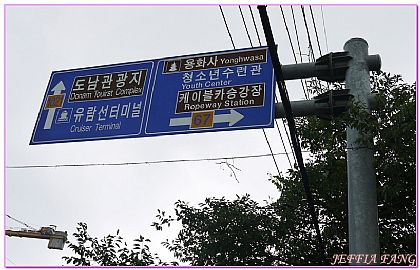 도남관광지
Donam Tourist Complex
유람선터미널
Cruiser Terminal
용화사 Yonghwasa
청소년수련관
Youth Center
케이블카승강장
Ropeway Station
67
JEFFIA FANG